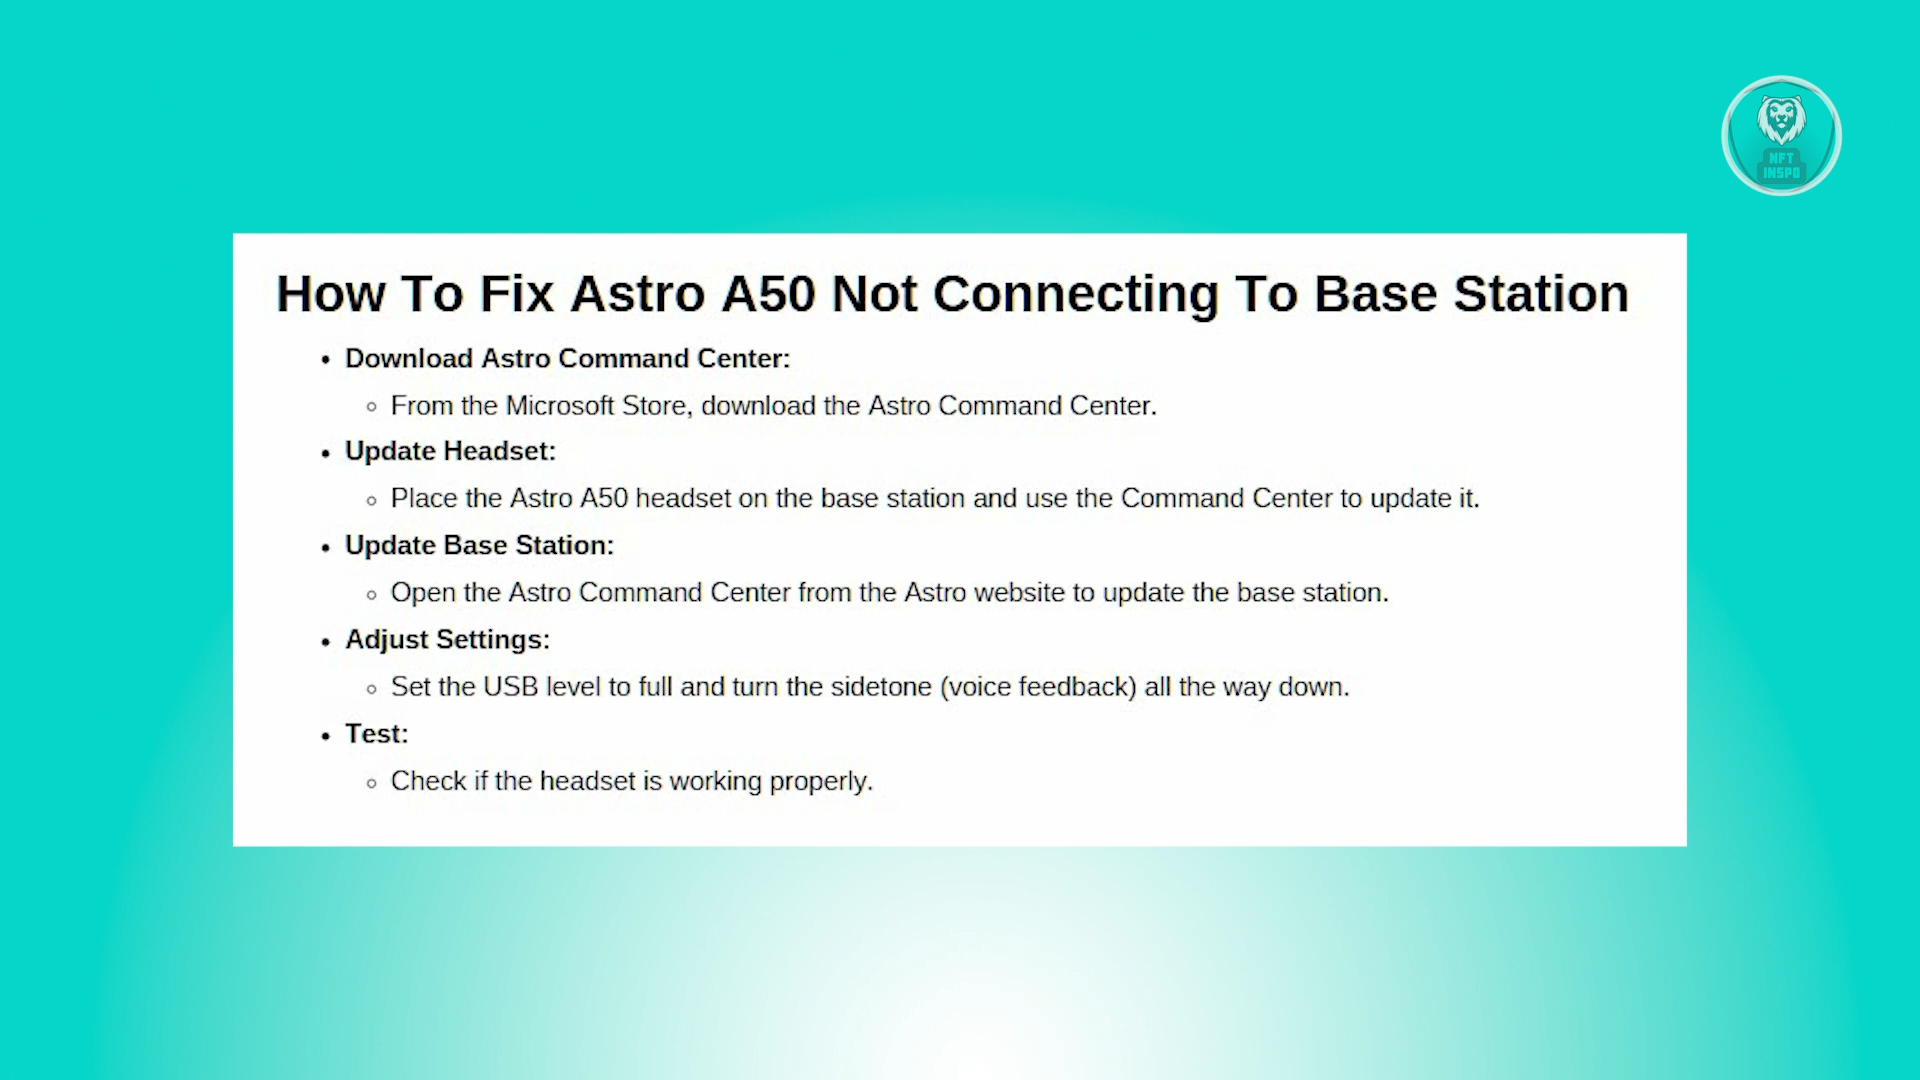 NFT
INSPO
How To Fix Astro A50 Not Connecting To Base Station
• Download Astro Command Center:
◦ From the Microsoft Store, download the Astro Command Center.
• Update Headset:
◦ Place the Astro A50 headset on the base station and use the Command Center to update it.
• Update Base Station:
◦ Open the Astro Command Center from the Astro website to update the base station.
• Adjust Settings:
◦ Set the USB level to full and turn the sidetone (voice feedback) all the way down.
• Test:
◦ Check if the headset is working properly.